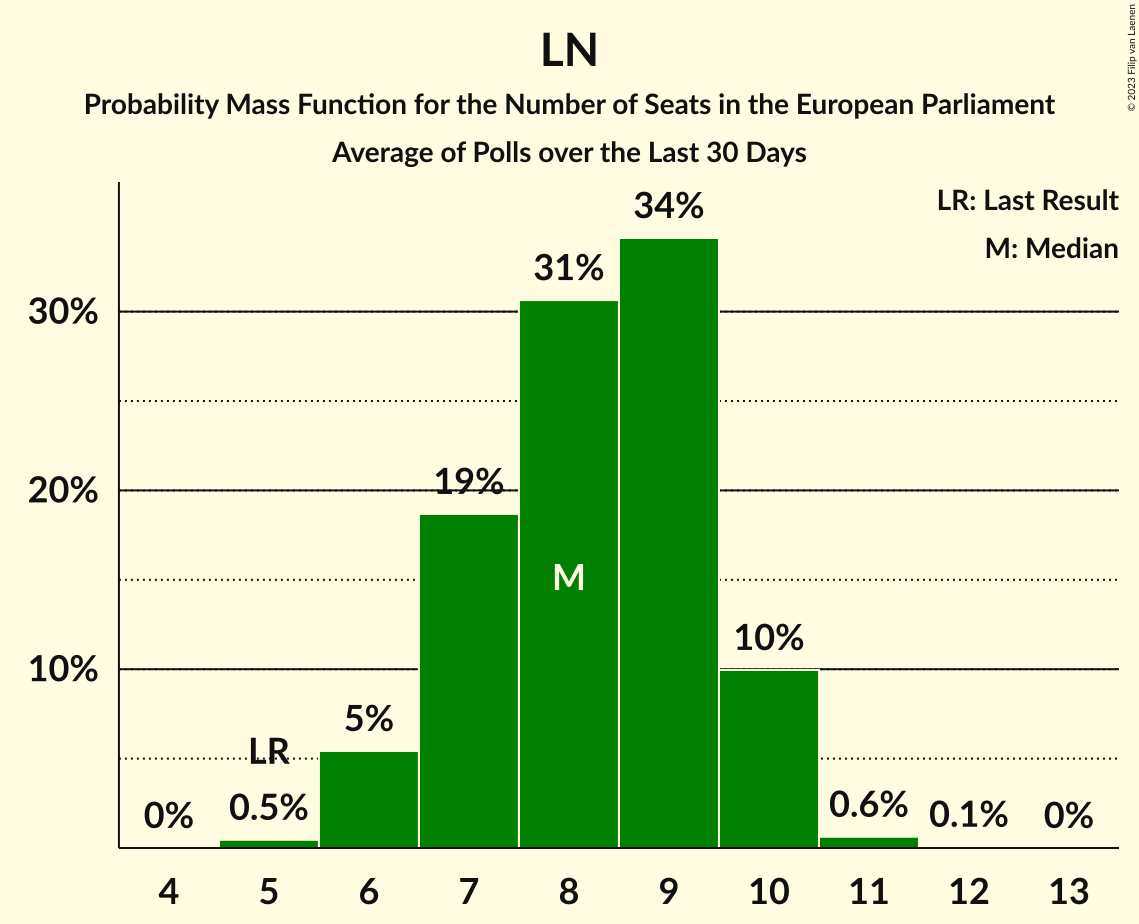 LN
Probability Mass Function for the Number of Seats in the European Parliament
Average of Polls over the Last 30 Days
© 2023 Filip van Laenen
LR: Last Result
M: Median
34%
31%
30%
19%
20%
M
10%
10%
5%
LR
0%
0.5%
0.6%
0.1%
0%
4 5 6 7 8 9 10 11 12 13